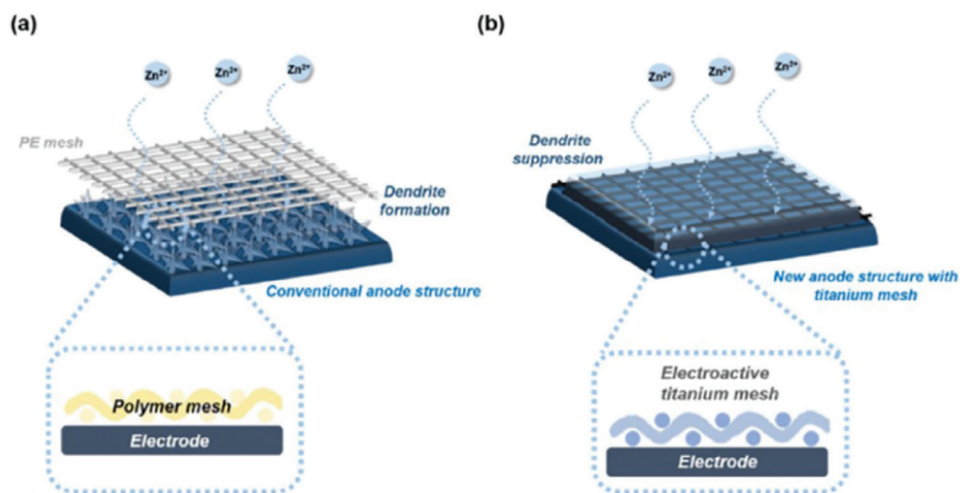 (a)
Zn²⁺
Zn²⁺
Zn²⁺
PE mesh
Dendrite
formation
Conventional anode structure
Polymer mesh
Electrode
(b)
Zn²⁺
Zn²⁺
Zn²⁺
Dendrite
suppression
New anode structure with
titanium mesh
Electroactive
titanium mesh
Electrode